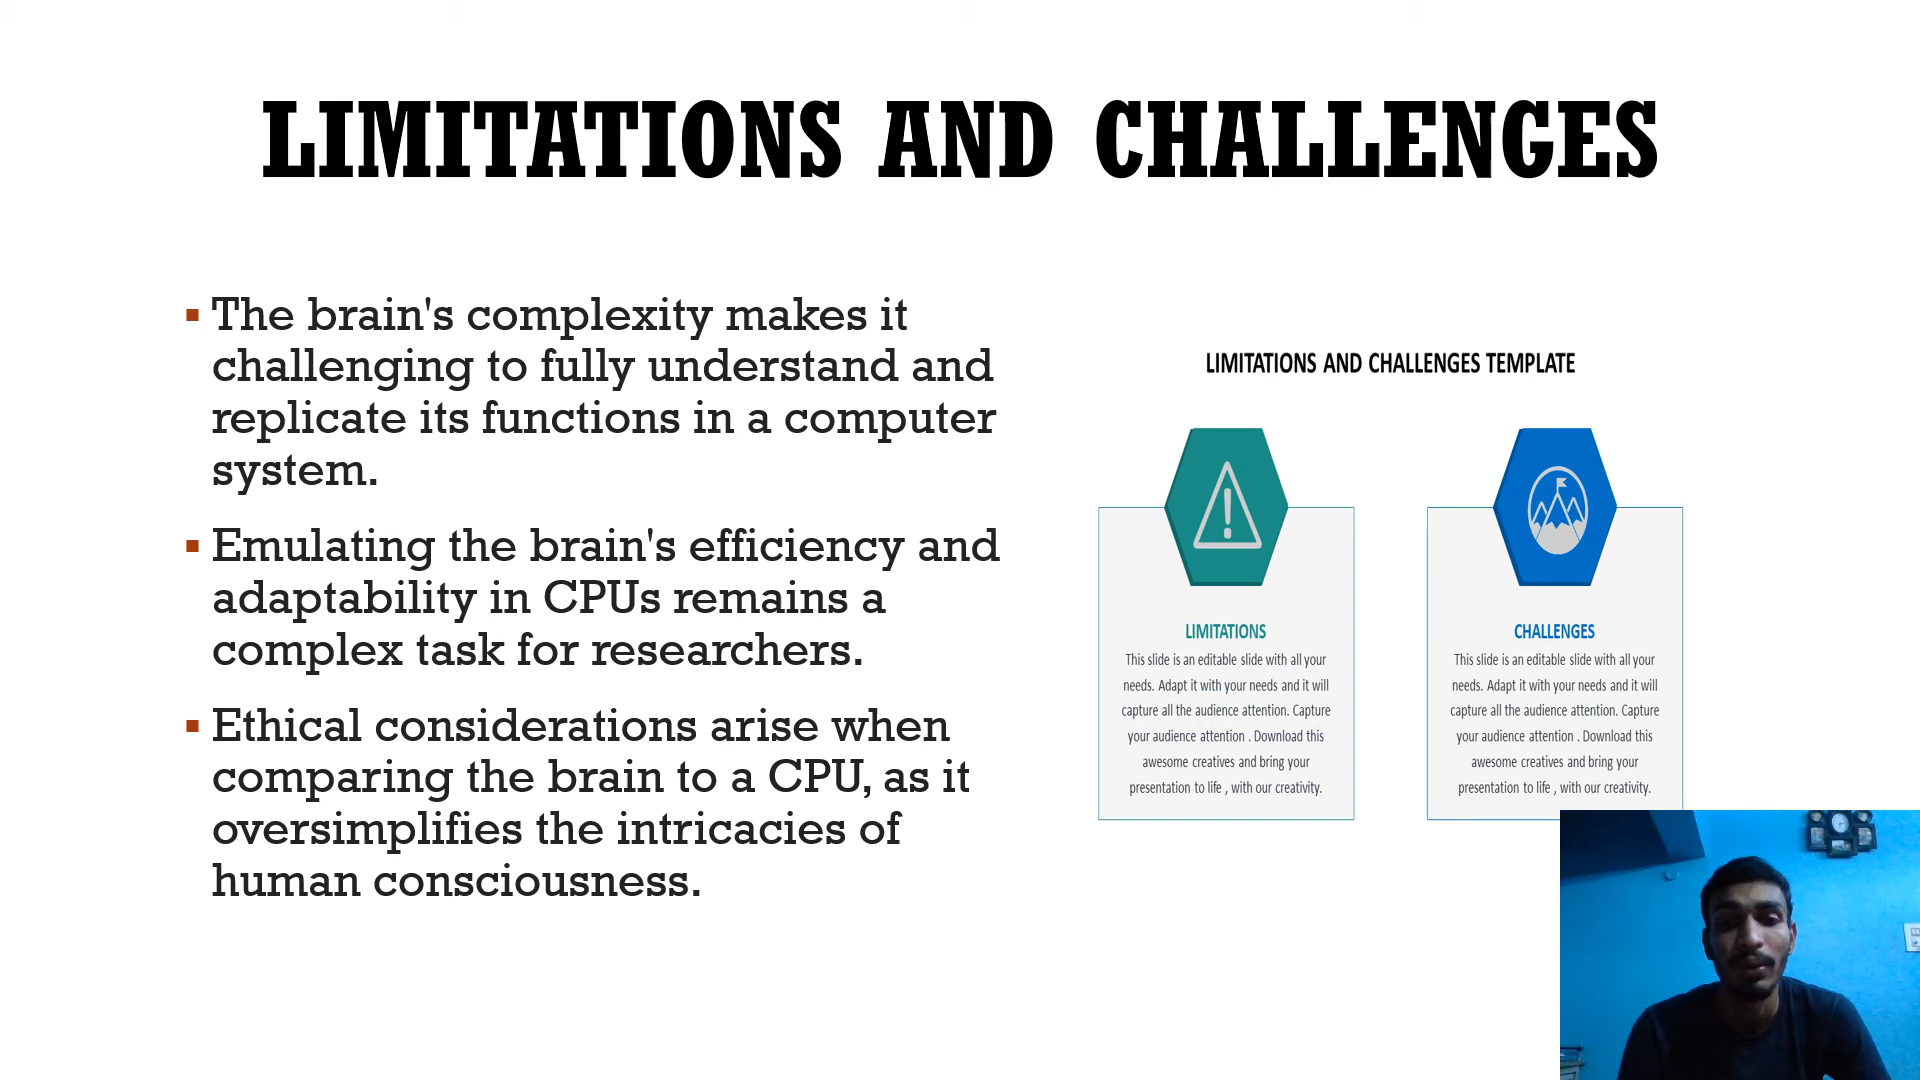 LIMITATIONS AND CHALLENGES
The brain's complexity makes it
challenging to fully understand and
replicate its functions in a computer
system.
Emulating the brain's efficiency and
adaptability in CPUs remains a
complex task for researchers.
Ethical considerations arise when
comparing the brain to a CPU, as it
oversimplifies the intricacies of
human consciousness.
LIMITATIONS AND CHALLENGES TEMPLATE
LIMITATIONS
This slide is an editable slide with all your
needs. Adapt it with your needs and it will
capture all the audience attention. Capture
your audience attention . Download this
awesome creatives and bring your
presentation to life , with our creativity.
CHALLENGES
This slide is an editable slide with all your
needs. Adapt it with your needs and it will
capture all the audience attention. Capture
your audience attention . Download this
awesome creatives and bring your
presentation to life , with our creativity.